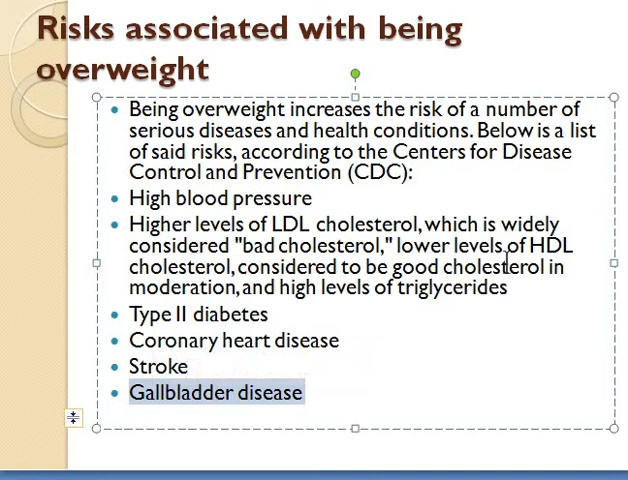 Risks associated with being
overweight
• Being overweight increases the risk of a number of
serious diseases and health conditions. Below is a list
of said risks, according to the Centers for Disease
Control and Prevention (CDC):
• High blood pressure
• Higher levels of LDL cholesterol, which is widely
considered "bad cholesterol," lower levels of HDL
cholesterol, considered to be good cholesterol in
moderation, and high levels of triglycerides
• Type II diabetes
• Coronary heart disease
• Stroke
• Gallbladder disease